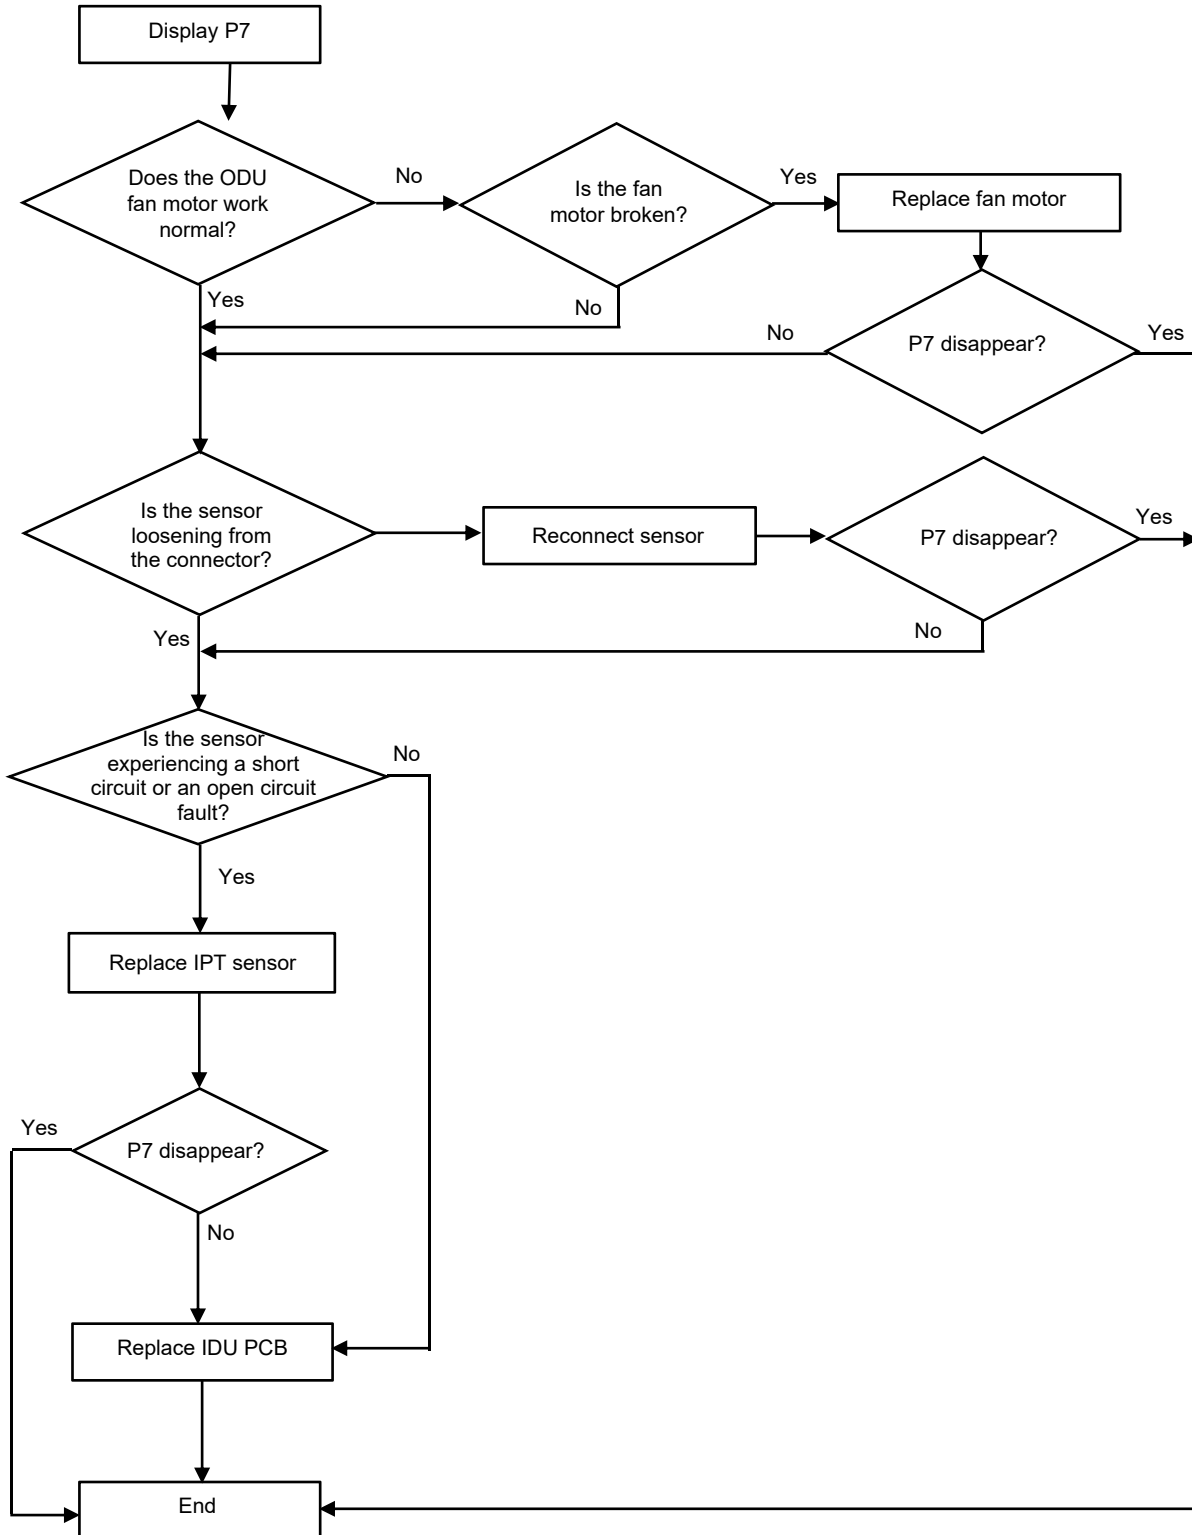 Display P7
Does the ODU
fan motor work
normal?
No
Is the fan
motor broken?
Yes
Replace fan motor
Yes
No
No
P7 disappear?
Yes
Is the sensor
loosening from
the connector?
Reconnect sensor
P7 disappear?
Yes
Yes
No
Is the sensor
experiencing a short
circuit or an open circuit
fault?
No
Yes
Replace IPT sensor
Yes
P7 disappear?
No
Replace IDU PCB
End